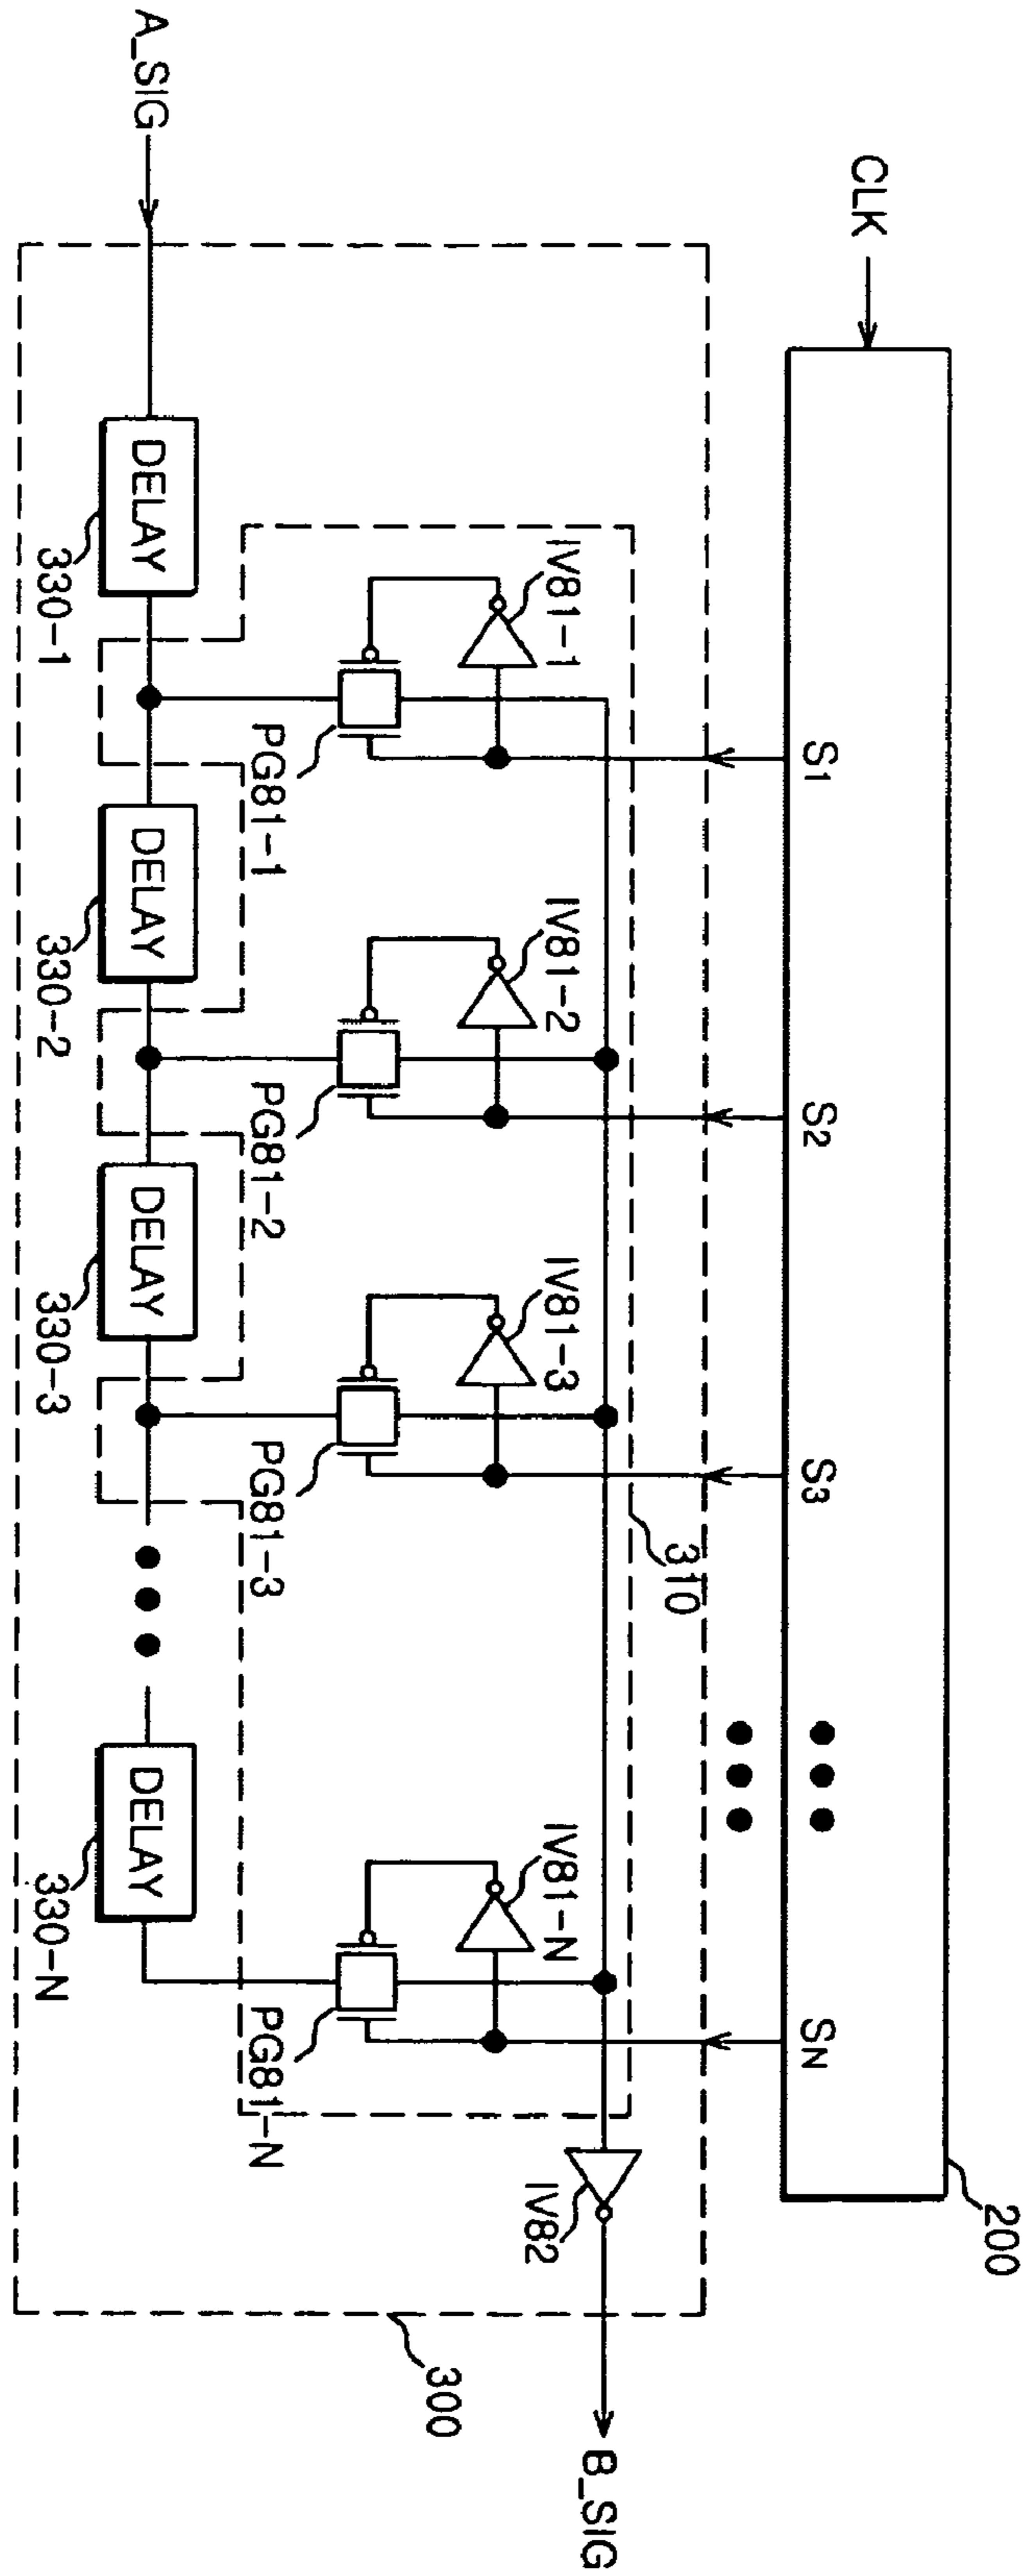 200
CLK
S1
S2
S3
SN
310
IV81-1
IV81-2
IV81-3
IV81-N
IV82
B_SIG
PG81-1
PG81-2
PG81-3
PG81-N
300
A_SIG
DELAY
DELAY
DELAY
DELAY
330-1
330-2
330-3
330-N